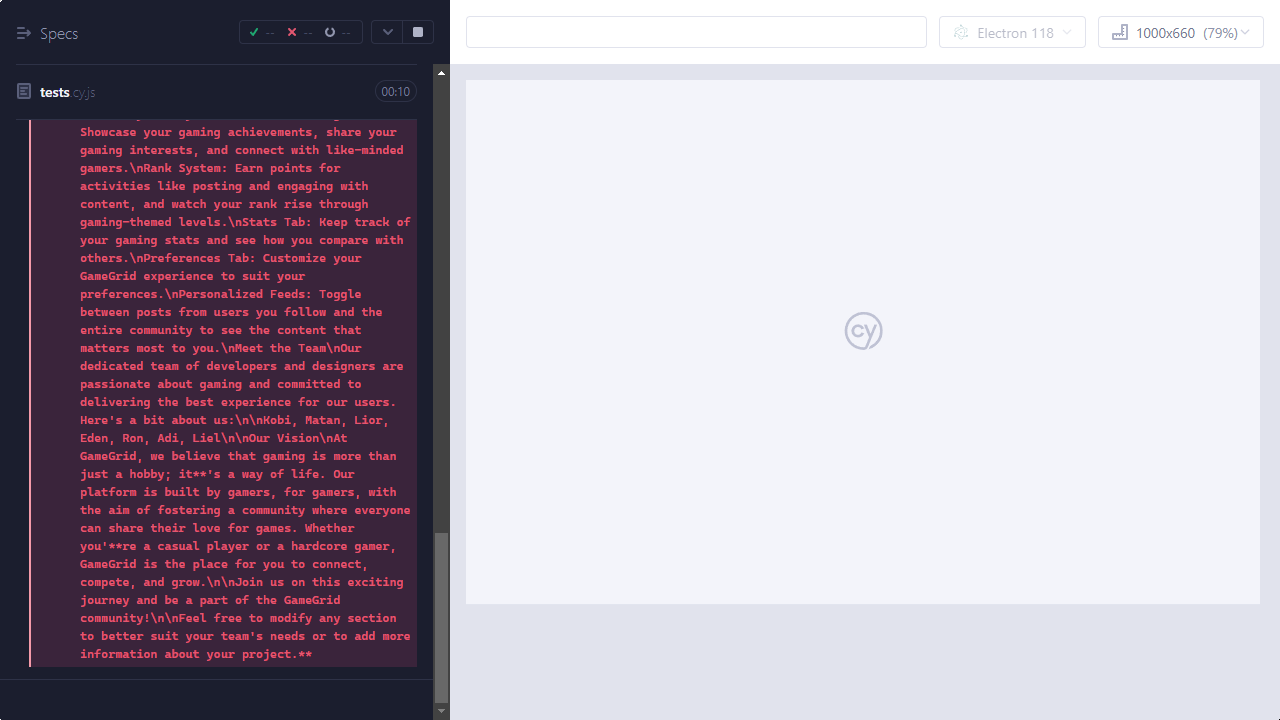 Specs
--
--
--
Electron 118
1000x660 (79%)
tests.cy.js
00:10
Showcase your gaming achievements, share your
gaming interests, and connect with like-minded
gamers.\nRank System: Earn points for
activities like posting and engaging with
content, and watch your rank rise through
gaming-themed levels.\nStats Tab: Keep track of
your gaming stats and see how you compare with
others.\nPreferences Tab: Customize your
GameGrid experience to suit your
preferences.\nPersonalized Feeds: Toggle
between posts from users you follow and the
entire community to see the content that
matters most to you.\nMeet the Team\nOur
dedicated team of developers and designers are
passionate about gaming and committed to
delivering the best experience for our users.
Here's a bit about us:\n\nKobi, Matan, Lior,
Eden, Ron, Adi, Liel\n\nOur Vision\nAt
GameGrid, we believe that gaming is more than
just a hobby; it**'s a way of life. Our
platform is built by gamers, for gamers, with
the aim of fostering a community where everyone
can share their love for games. Whether
you'**re a casual player or a hardcore gamer,
GameGrid is the place for you to connect,
compete, and grow.\n\nJoin us on this exciting
journey and be a part of the GameGrid
community!\n\nFeel free to modify any section
to better suit your team's needs or to add more
information about your project.**
cy